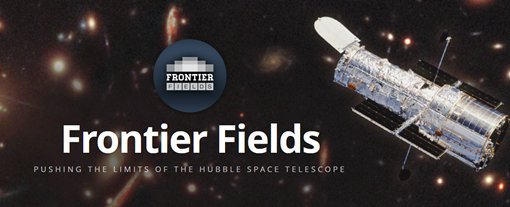 FRONTIER
FIELDS
Frontier Fields
PUSHING THE LIMITS OF THE HUBBLE SPACE TELESCOPE